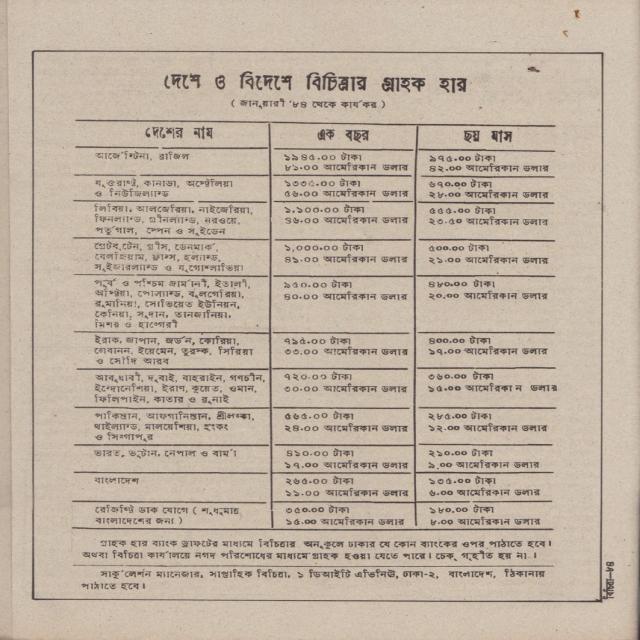 দেশে ও বিদেশে বিচিত্রার গ্রাহক হার
( জানুয়ারী '৮৪ থেকে কার্যকর )
দেশের নাম এক বছর ছয় মাস
আর্জেন্টিনা, ব্রাজিল ১৯৪৫.০০ টাকা ৯৭৫.০০ টাকা
৮১.০০ আমেরিকান ডলার ৪২.০০ আমেরিকান ডলার
যুক্তরাষ্ট্র, কানাডা, অস্ট্রেলিয়া ১৩৩৫.০০ টাকা ৬৭০.০০ টাকা
ও নিউজিল্যান্ড ৫৬.০০ আমেরিকান ডলার ২৮.০০ আমেরিকান ডলার
লিবিয়া, আলজেরিয়া, নাইজেরিয়া, ১,১০০.০০ টাকা ৫৫৫.০০ টাকা
ফিনল্যান্ড, গ্রীনল্যান্ড, নরওয়ে, ৪৬.০০ আমেরিকান ডলার ২৩.৫০ আমেরিকান ডলার
পর্তুগাল, স্পেন ও সুইডেন
গ্রেটব্রটেন, গ্রীস, ডেনমার্ক, ১,০০০.০০ টাকা ৫০০.০০ টাকা
বেলজিয়াম, ফ্রান্স, হল্যান্ড, ৪১.০০ আমেরিকান ডলার ২১.০০ আমেরিকান ডলার
সুইজারল্যান্ড ও যুগোশ্লাভিয়া
পূর্ব ও পশ্চিম জার্মানী, ইতালী, ৯৫০.০০ টাকা ৪৮০.০০ টাকা
অষ্ট্রিয়া, পোল্যান্ড, বুলগেরিয়া, ৪০.০০ আমেরিকান ডলার ২০.০০ আমেরিকান ডলার
রুমানিয়া, সোভিয়েত ইউনিয়ন,
কেনিয়া, সুদান, তানজানিয়া,
মিশর ও হাংগেরী
ইরাক, জাপান, জর্ডন, কোরিয়া, ৭৯৫.০০ টাকা ৪০০.০০ টাকা
লেবানন, ইয়েমেন, তুরস্ক, সিরিয়া ৩৩.০০ আমেরিকান ডলার ১৭.০০ আমেরিকান ডলার
ও সৌদি আরব
আবুধাবী, দুবাই, বাহরাইন, গণচীন, ৭২০.০০ টাকা ৩৬০.০০ টাকা
ইন্দোনেশিয়া, ইরাণ, কুয়েত, ওমান, ৩০.০০ আমেরিকান ডলার ১৫.০০ আমেরিকান ডলার
ফিলিপাইন, কাতার ও ব্রুনাই
পাকিস্তান, আফগানিস্তান, শ্রীলংকা, ৫৬৫.০০ টাকা ২৮৫.০০ টাকা
থাইল্যান্ড, মালয়েশিয়া, হংকং ২৪.০০ আমেরিকান ডলার ১২.০০ আমেরিকান ডলার
ও সিংগাপুর
ভারত, ভুটান, নেপাল ও বার্মা ৪১০.০০ টাকা ২১০.০০ টাকা
১৭.০০ আমেরিকান ডলার ৯.০০ আমেরিকান ডলার
বাংলাদেশ ২৬৫.০০ টাকা ১৩৫.০০ টাকা
১১.০০ আমেরিকান ডলার ৬.০০ আমেরিকান ডলার
রেজিস্ট্রি ডাক যোগে ( শুধুমাত্র ৩৫০.০০ টাকা ১৮০.০০ টাকা
বাংলাদেশের জন্য ) ১৫.০০ আমেরিকান ডলার ৮.০০ আমেরিকান ডলার
গ্রাহক হার ব্যাংক ড্রাফটের মাধ্যমে বিচিত্রার অনুকূলে ঢাকার যে কোন ব্যাংকের ওপর পাঠাতে হবে।
অথবা বিচিত্রা কার্যালয়ে নগদ পরিশোধের মাধ্যমে গ্রাহক হওয়া যেতে পারে। চেক গৃহীত হয় না।
সার্কুলেশন ম্যানেজার, সাপ্তাহিক বিচিত্রা, ১ ডিআইটি এভিনিউ, ঢাকা-২, বাংলাদেশ, ঠিকানায়
পাঠাতে হবে।
বিচিত্রা—৮৪